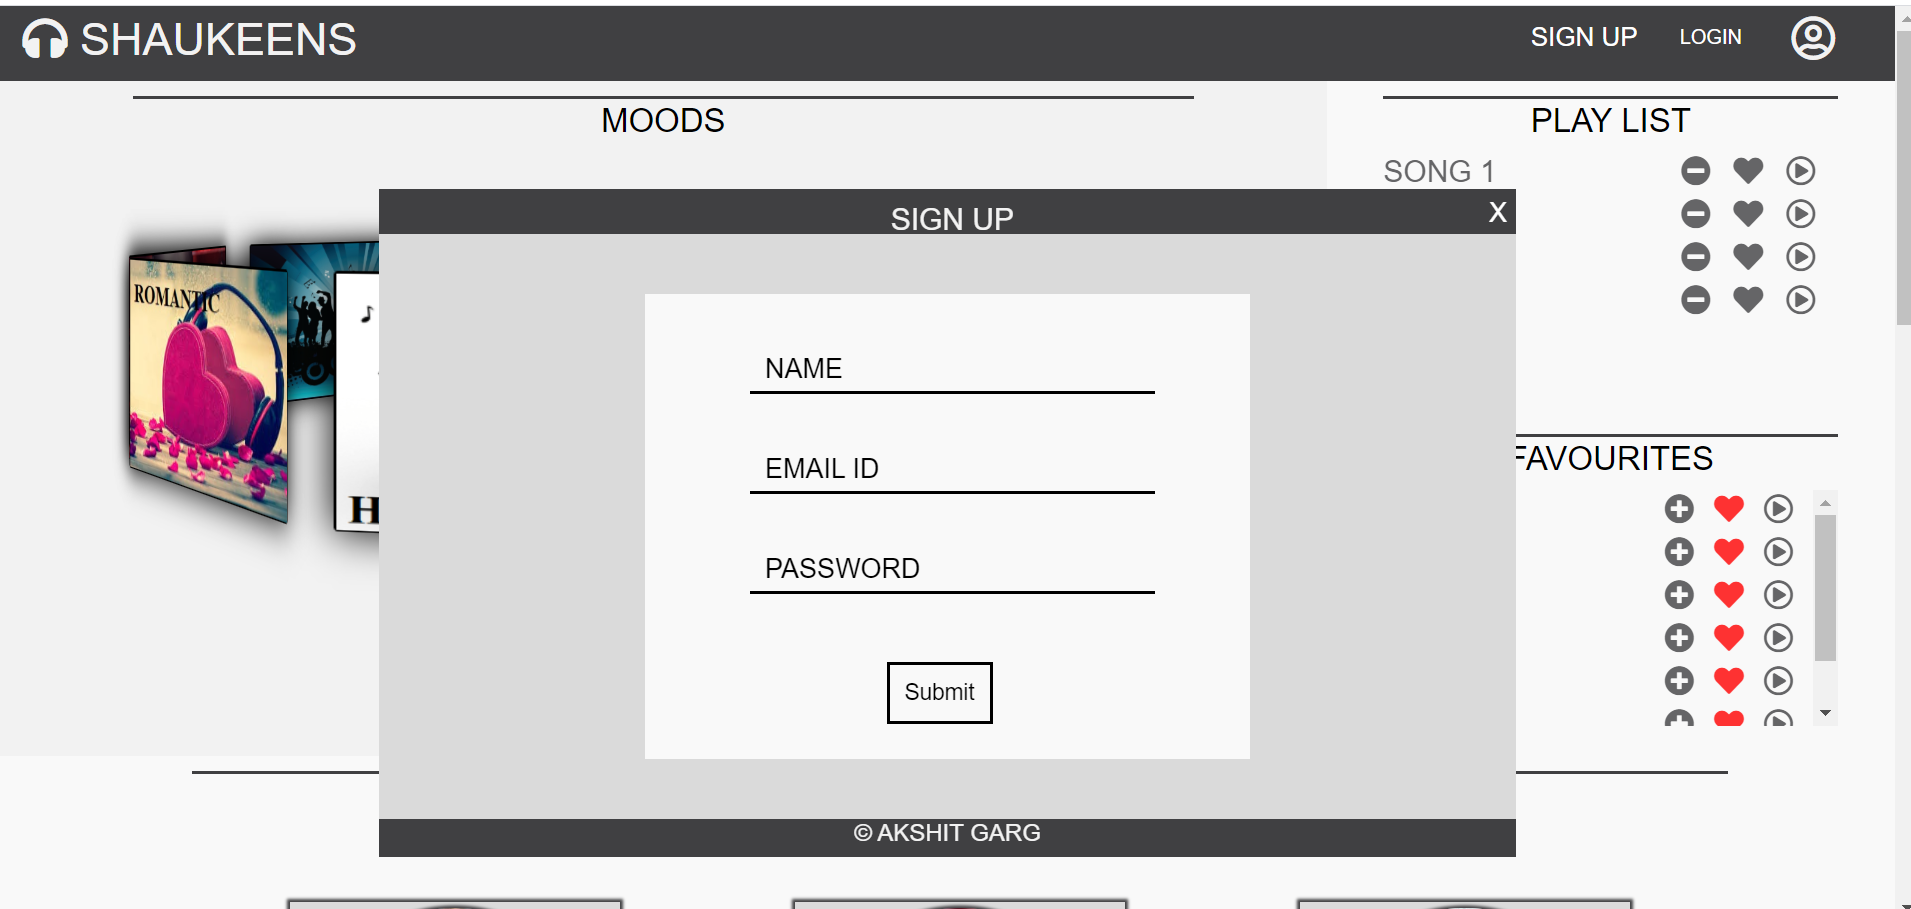 SHAUKEENS
SIGN UP
LOGIN
MOODS
PLAY LIST
SONG 1
ROMANTIC
H
SIGN UP
X
NAME
EMAIL ID
PASSWORD
Submit
© AKSHIT GARG
FAVOURITES